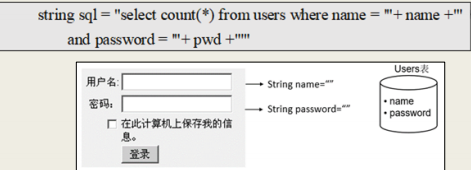 string sql = "select count(*) from users where name = '"+ name +"'
and password = '"+ pwd +"'"
Users表
用户名:
String name=“”
密码:
String password=“”
• name
• password
在此计算机上保存我的信
息。
登录